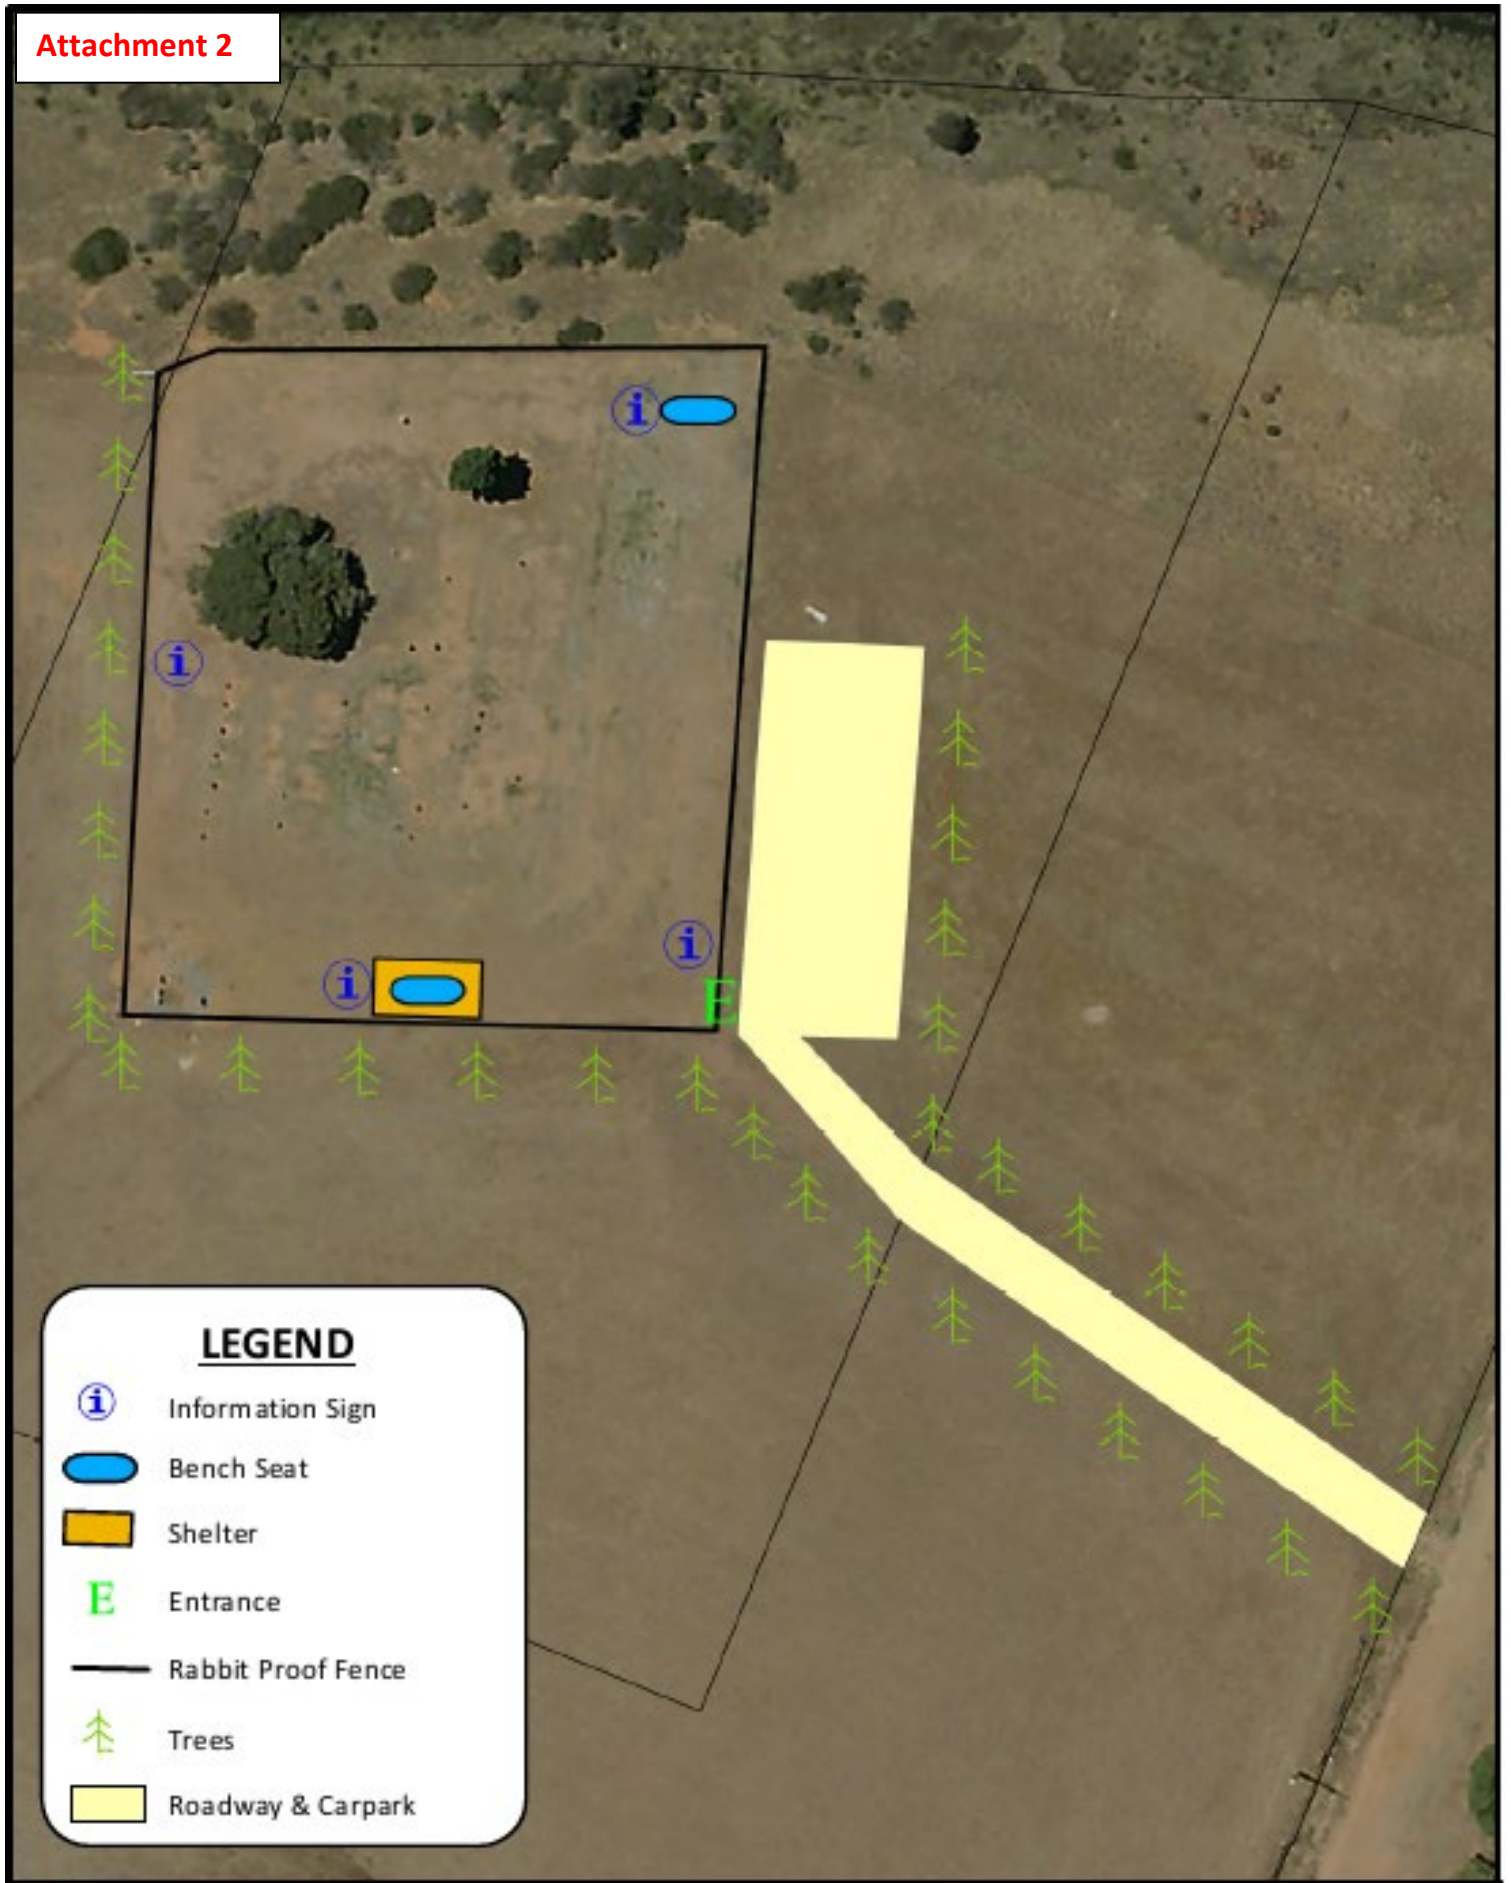 Attachment 2
i
i
i
i
E
LEGEND
i Information Sign
Bench Seat
Shelter
E Entrance
Rabbit Proof Fence
Trees
Roadway & Carpark